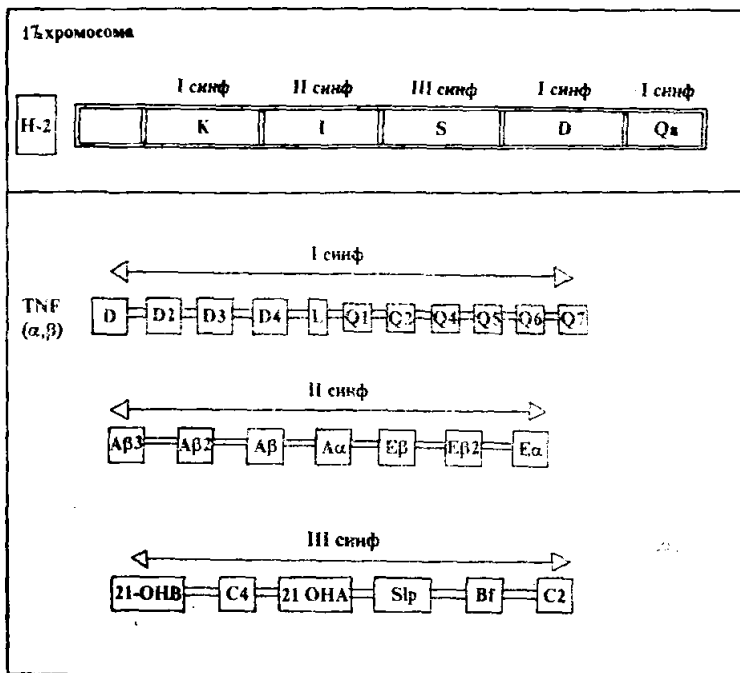 17-хромосома
I синф II синф III синф I синф I синф
H-2 K I S D Qa
I синф
TNF
(α,β)
D D2 D3 D4 L Q1 Q2 Q4 Q5 Q6 Q7
II синф
Aβ3 Aβ2 Aβ Aα Eβ Eβ2 Eα
III синф
21-OHB C4 21 OHA Slp Bf C2